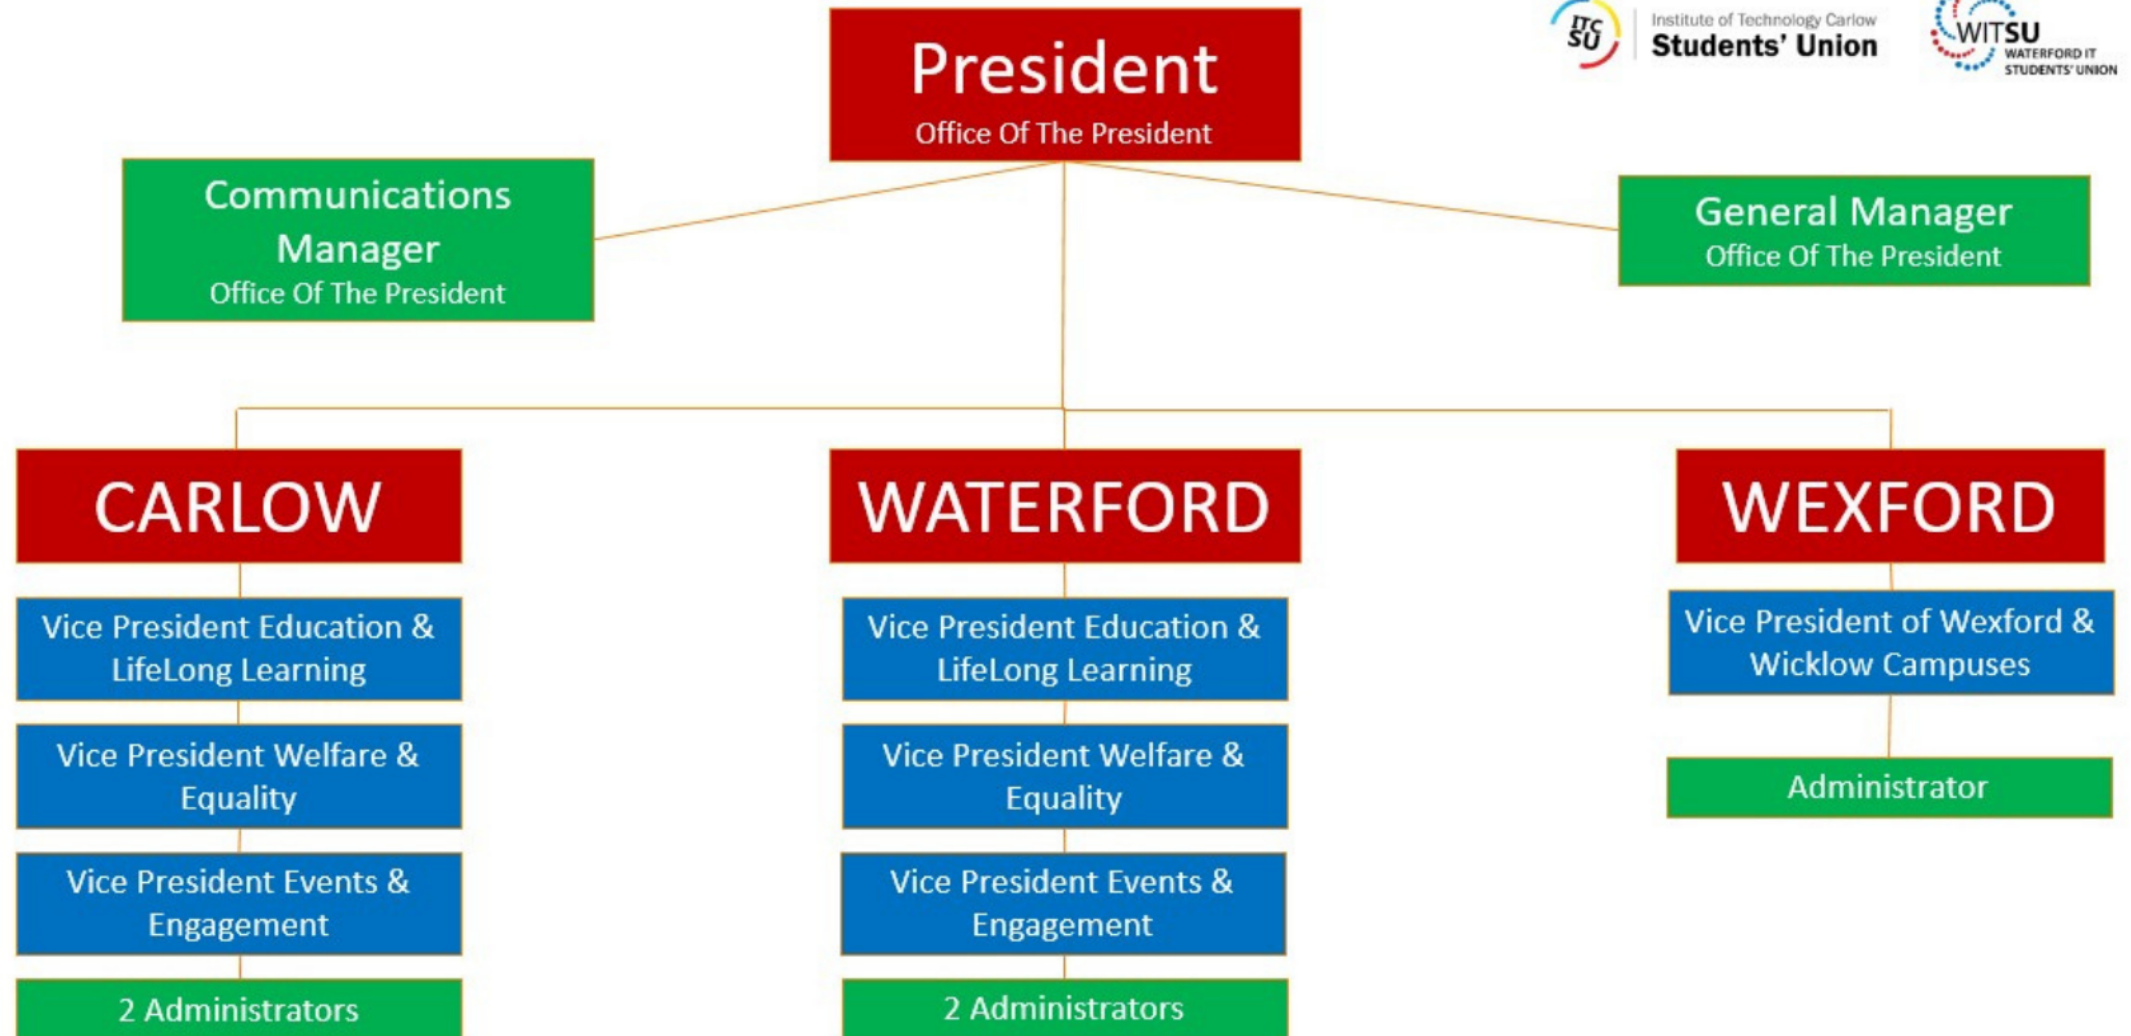 President
Office Of The President
ITC
SU
Institute of Technology Carlow
Students' Union
WITSU
WATERFORD IT
STUDENTS' UNION
Communications
Manager
Office Of The President
General Manager
Office Of The President
CARLOW
Vice President Education &
LifeLong Learning
Vice President Welfare &
Equality
Vice President Events &
Engagement
2 Administrators
WATERFORD
Vice President Education &
LifeLong Learning
Vice President Welfare &
Equality
Vice President Events &
Engagement
2 Administrators
WEXFORD
Vice President of Wexford &
Wicklow Campuses
Administrator